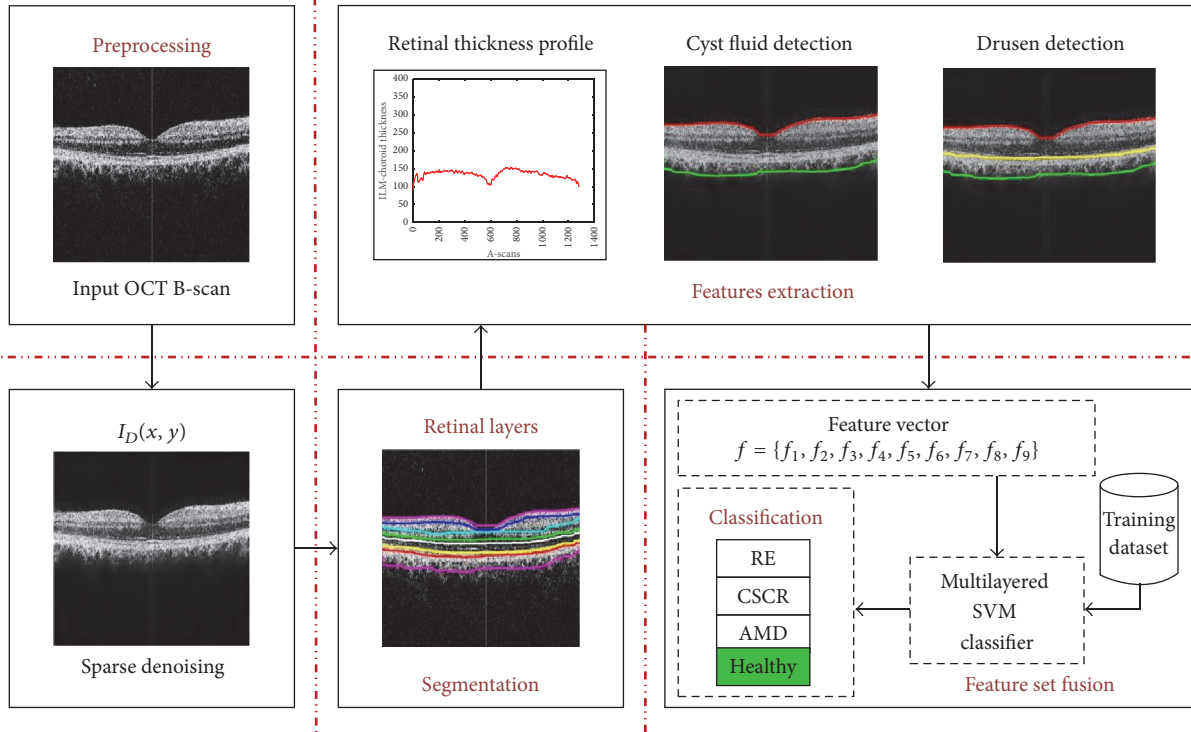 Preprocessing
Input OCT B-scan
Retinal thickness profile
ILM-choroid thickness
400
350
300
250
200
150
100
50
0
0
200
400
600
800
1000
1200
1400
A-scans
Cyst fluid detection
Drusen detection
Features extraction
I_D(x, y)
Sparse denoising
Retinal layers
Segmentation
Feature vector
f = {f₁, f₂, f₃, f₄, f₅, f₆, f₇, f₈, f₉}
Classification
RE
CSCR
AMD
Healthy
Multilayered
SVM
classifier
Training
dataset
Feature set fusion